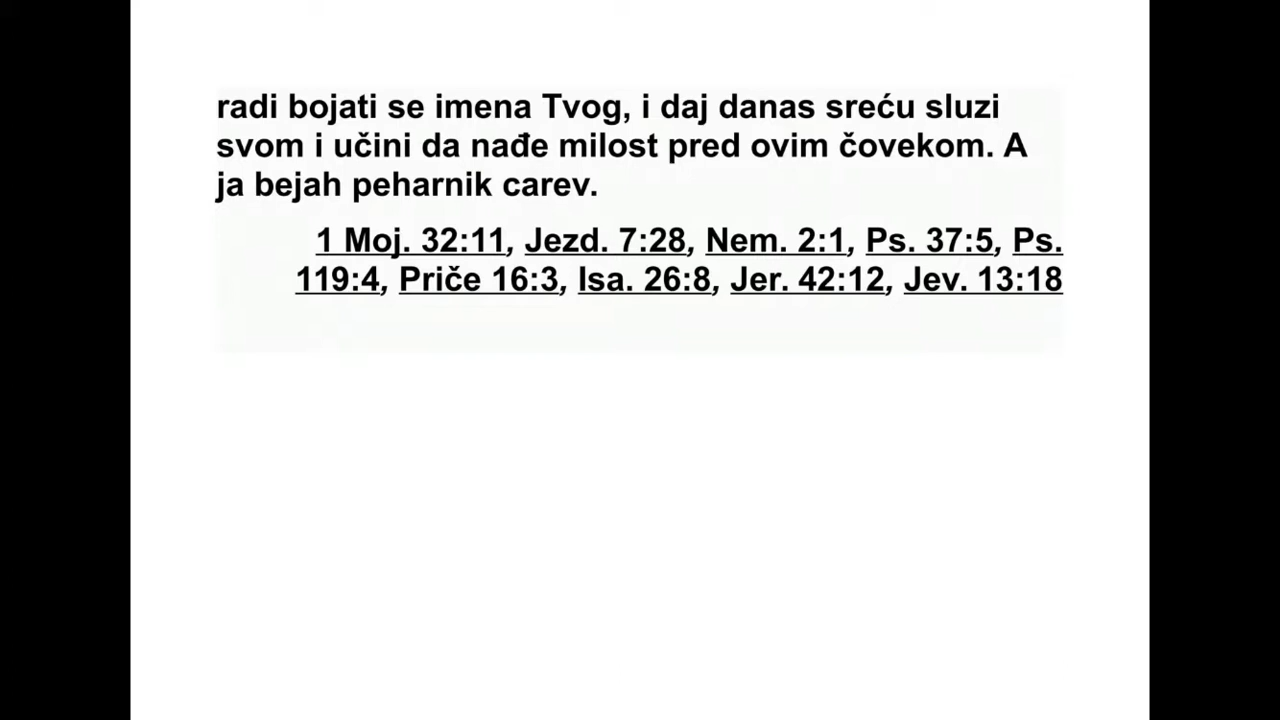 radi bojati se imena Tvog, i daj danas sreću sluzi
svom i učini da nađe milost pred ovim čovekom. A
ja bejah peharnik carev.
1 Moj. 32:11, Jezd. 7:28, Nem. 2:1, Ps. 37:5, Ps.
119:4, Priče 16:3, Isa. 26:8, Jer. 42:12, Jev. 13:18